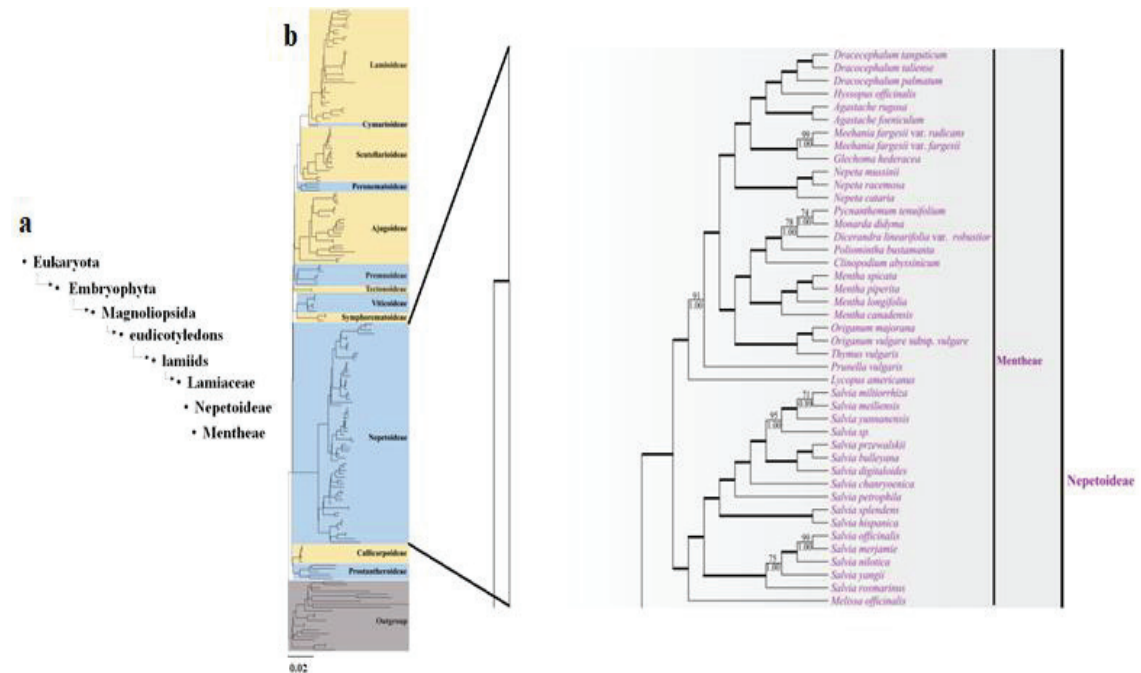 a
• Eukaryota
• Embryophyta
• Magnoliopsida
• eudicotyledons
• lamiids
• Lamiaceae
• Nepetoideae
• Mentheae
b
Lamioideae
Cymarioideae
Scutellarioideae
Peronematoideae
Ajugoideae
Premnoideae
Tectonoideae
Viticoideae
Symphorematoideae
Nepetoideae
Callicarpoideae
Prostantheroideae
Outgroup
0.02
Dracocephalum tanguticum
Dracocephalum taliense
Dracocephalum palmatum
Hyssopus officinalis
Agastache rugosa
Agastache foeniculum
99
1.00
Meehania fargesii var. radicans
Meehania fargesii var. fargesii
Glechoma hederacea
Nepeta mussinii
Nepeta racemosa
Nepeta cataria
74
1.00
Pycnanthemum tenuifolium
78
1.00
Monarda didyma
Dicerandra linearifolia var. robustior
Poliomintha bustamanta
Clinopodium abyssinicum
Mentha spicata
Mentha piperita
Mentha longifolia
Mentha canadensis
91
1.00
Origanum majorana
Origanum vulgare subsp. vulgare
Thymus vulgaris
Prunella vulgaris
Lycopus americanus
71
0.99
Salvia miltiorrhiza
Salvia meiliensis
95
1.00
Salvia yunnanensis
Salvia sp.
Salvia przewalskii
Salvia bulleyana
Salvia digitaloides
Salvia chanryoenica
Salvia petrophila
Salvia splendens
Salvia hispanica
99
1.00
Salvia officinalis
Salvia merjamie
Salvia nilotica
75
1.00
Salvia yangii
Salvia rosmarinus
Melissa officinalis
Mentheae
Nepetoideae